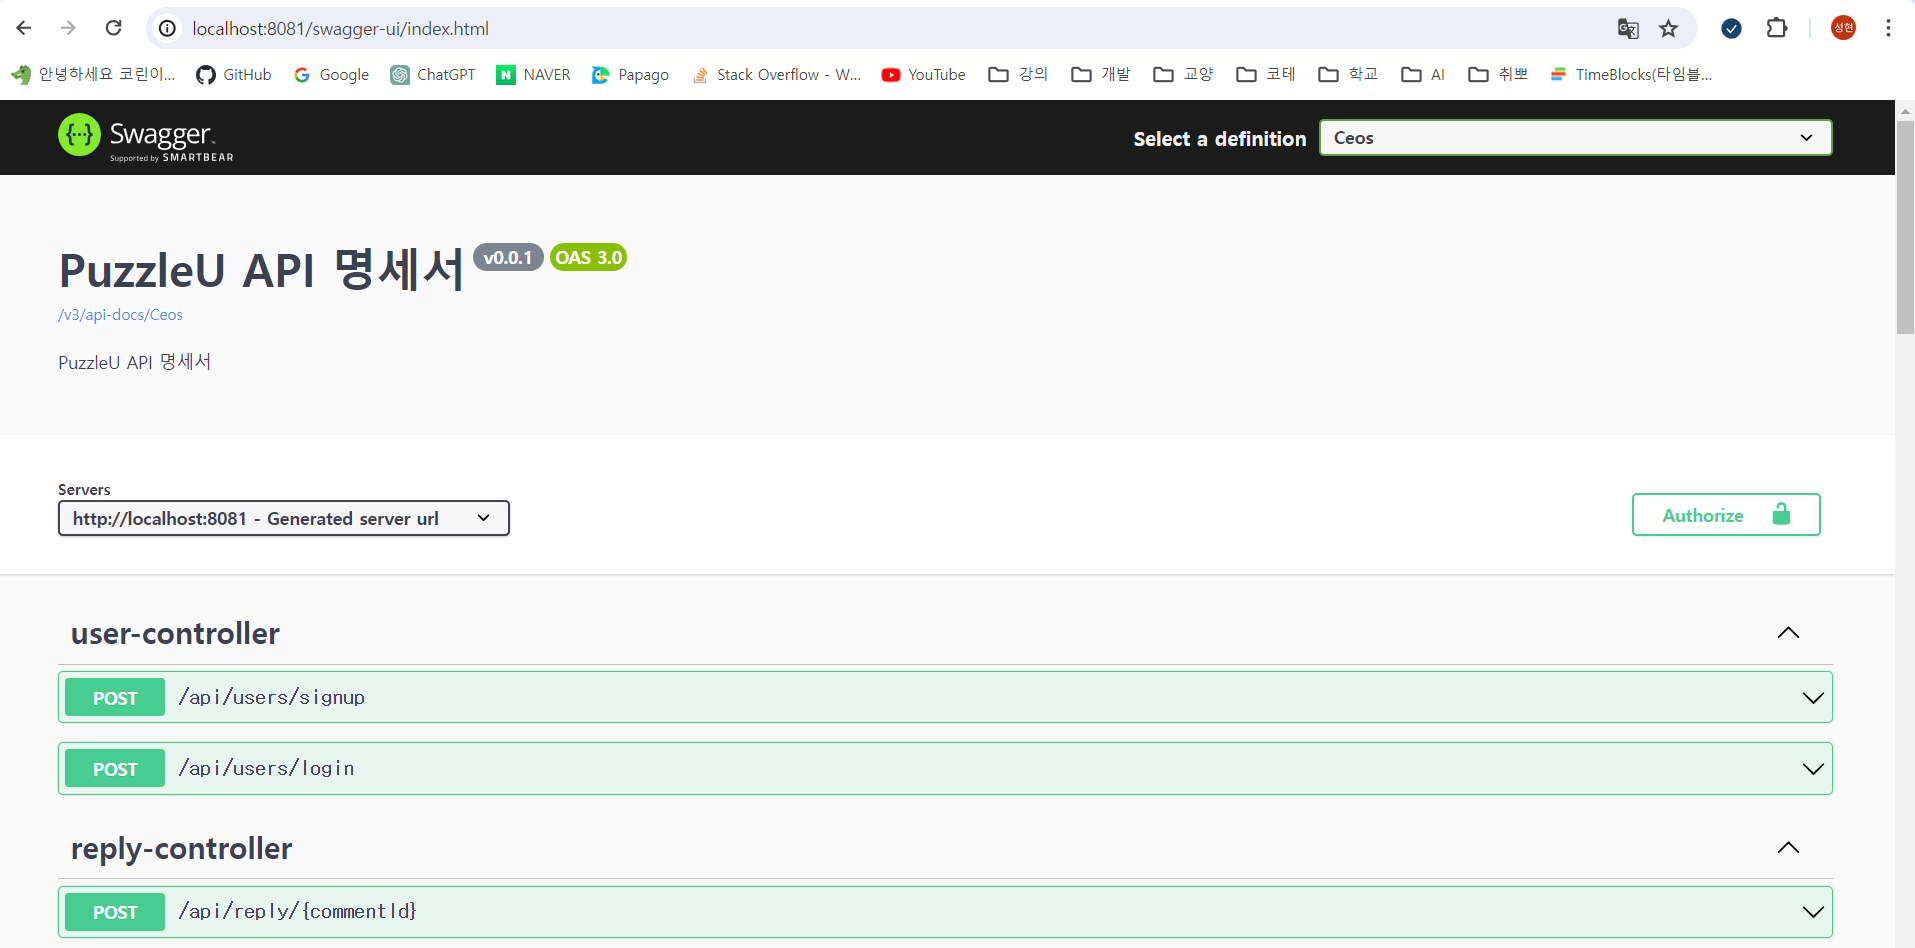 localhost:8081/swagger-ui/index.html
성현
안녕하세요 코린이... GitHub Google ChatGPT NAVER Papago Stack Overflow - W... YouTube 강의 개발 교양 코테 학교 AI 취뽀 TimeBlocks(타임블...
{...} Swagger™
Supported by SMARTBEAR
Select a definition
Ceos
PuzzleU API 명세서 v0.0.1 OAS 3.0
/v3/api-docs/Ceos
PuzzleU API 명세서
Servers
http://localhost:8081 - Generated server url
Authorize
user-controller
POST /api/users/signup
POST /api/users/login
reply-controller
POST /api/reply/{commentId}